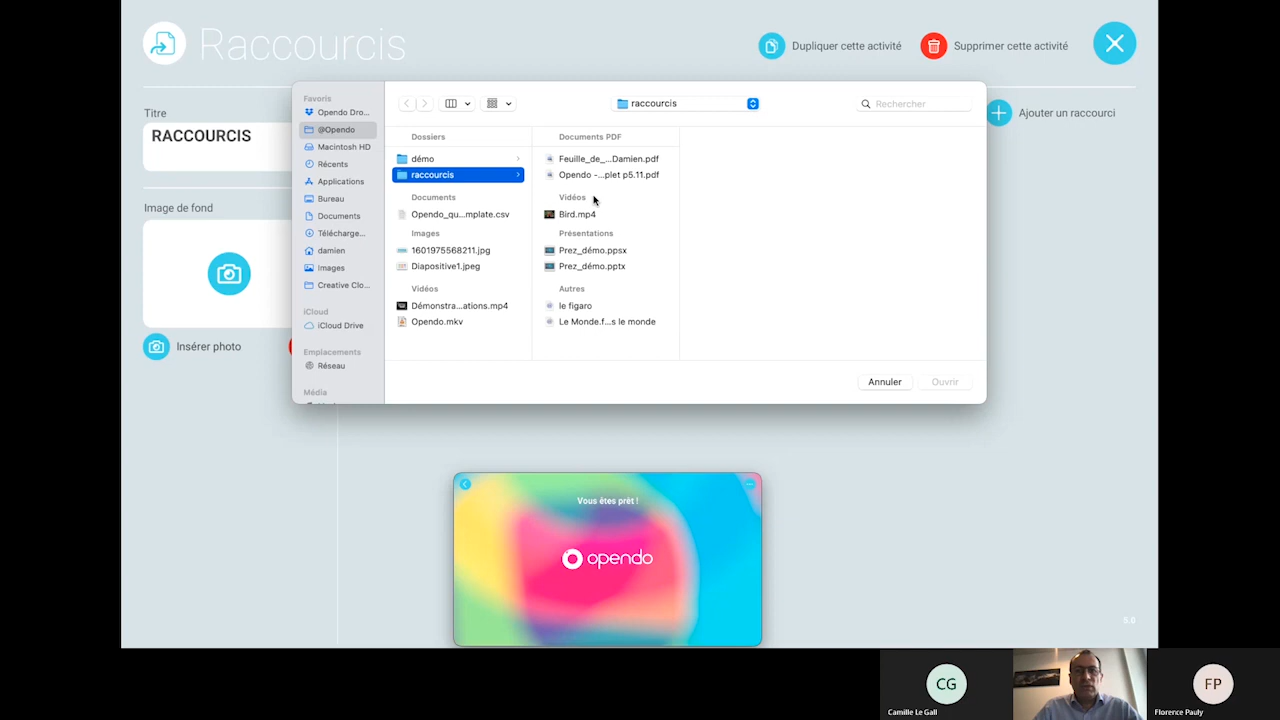 Raccourcis
Dupliquer cette activité
Supprimer cette activité
Titre
RACCOURCIS
Image de fond
Insérer photo
Ajouter un raccourci
Favoris
Opendo Dro...
@Opendo
Macintosh HD
Récents
Applications
Bureau
Documents
Télécharge...
damien
Images
Creative Clo...
iCloud
iCloud Drive
Emplacements
Réseau
Média
raccourcis
Rechercher
Dossiers
démo
raccourcis
Documents
Opendo_qu...mplate.csv
Images
1601975568211.jpg
Diapositive1.jpeg
Vidéos
Démonstra...ations.mp4
Opendo.mkv
Documents PDF
Feuille_de_...Damien.pdf
Opendo -...plet p5.11.pdf
Vidéos
Bird.mp4
Présentations
Prez_démo.ppsx
Prez_démo.pptx
Autres
le figaro
Le Monde.f...s le monde
Annuler
Ouvrir
Vous êtes prêt !
opendo
5.0
CG
Camille Le Gall
FP
Florence Pauly